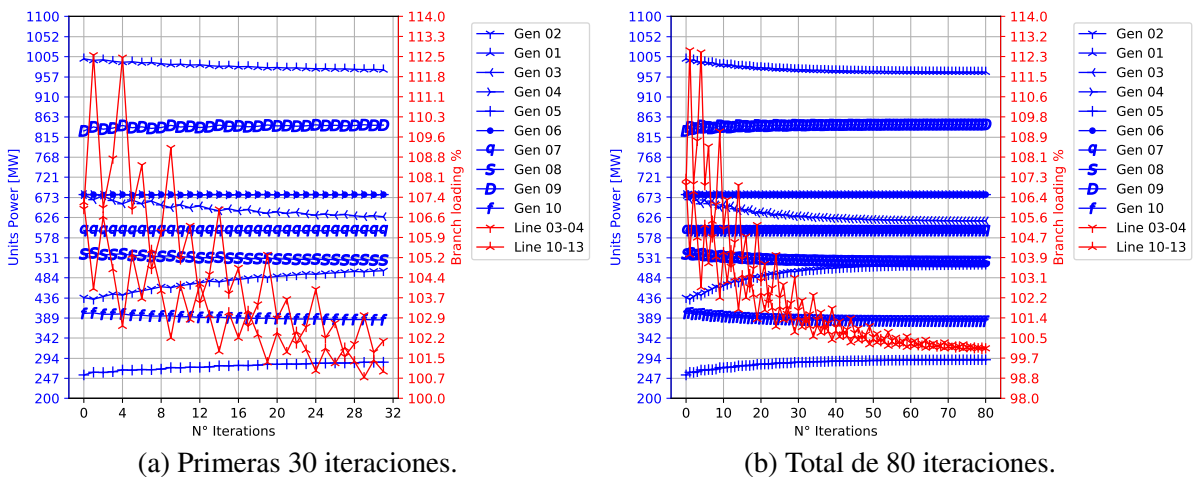 1100
1052
1005
957
910
863
815
768
721
673
626
578
531
484
436
389
342
294
247
200
Units Power [MW]
0 4 8 12 16 20 24 28 32
N° Iterations
114.0
113.3
112.5
111.8
111.1
110.3
109.6
108.8
108.1
107.4
106.6
105.9
105.2
104.4
103.7
102.9
102.2
101.5
100.7
100.0
Branch loading %
Gen 02
Gen 01
Gen 03
Gen 04
Gen 05
Gen 06
Gen 07
Gen 08
Gen 09
Gen 10
Line 03-04
Line 10-13
(a) Primeras 30 iteraciones.
1100
1052
1005
957
910
863
815
768
721
673
626
578
531
484
436
389
342
294
247
200
Units Power [MW]
0 10 20 30 40 50 60 70 80
N° Iterations
114.0
113.2
112.3
111.5
110.6
109.8
108.9
108.1
107.3
106.4
105.6
104.7
103.9
103.1
102.2
101.4
100.5
99.7
98.8
98.0
Branch loading %
Gen 02
Gen 01
Gen 03
Gen 04
Gen 05
Gen 06
Gen 07
Gen 08
Gen 09
Gen 10
Line 03-04
Line 10-13
(b) Total de 80 iteraciones.